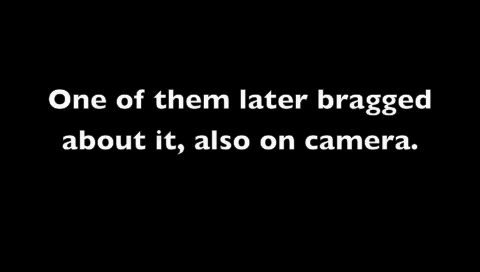 One of them later bragged
about it, also on camera.